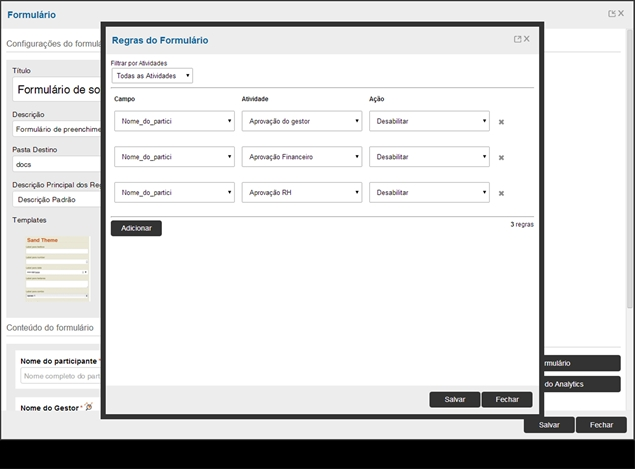 Formulário
Configurações do formulá
Título
Formulário de so
Descrição
Formulário de preenchime
Pasta Destino
docs
Descrição Principal dos Reg
Descrição Padrão
Templates
Sand Theme
Conteúdo do formulário
Nome do participante *
Nome completo do part
Nome do Gestor *
Regras do Formulário
Filtrar por Atividades
Todas as Atividades
Campo Atividade Ação
Nome_do_partici Aprovação do gestor Desabilitar
Nome_do_partici Aprovação Financeiro Desabilitar
Nome_do_partici Aprovação RH Desabilitar
Adicionar 3 regras
Salvar Fechar
mulário
do Analytics
Salvar Fechar